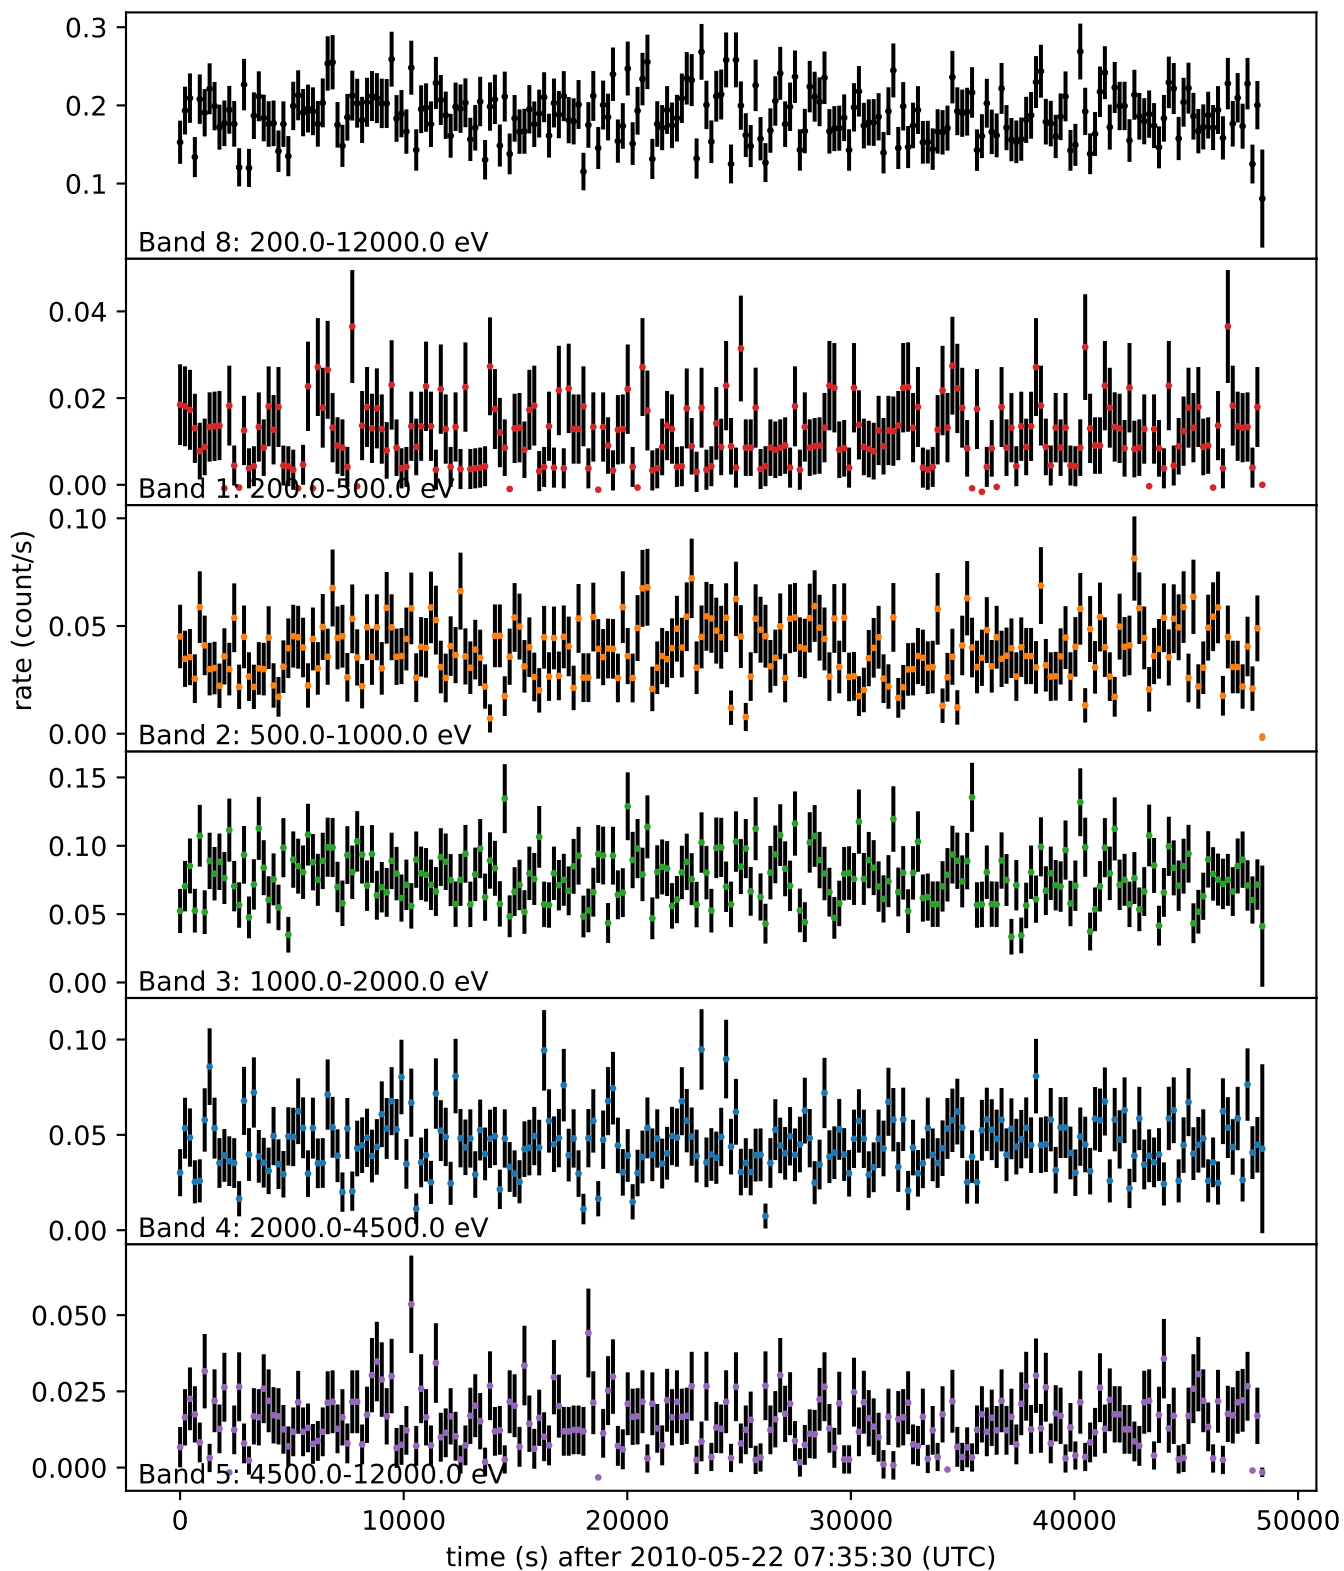 0.3
0.2
0.1
Band 8: 200.0-12000.0 eV
0.04
0.02
0.00
Band 1: 200.0-500.0 eV
rate (count/s)
0.10
0.05
0.00
Band 2: 500.0-1000.0 eV
0.15
0.10
0.05
0.00
Band 3: 1000.0-2000.0 eV
0.10
0.05
0.00
Band 4: 2000.0-4500.0 eV
0.050
0.025
0.000
Band 5: 4500.0-12000.0 eV
0 10000 20000 30000 40000 50000
time (s) after 2010-05-22 07:35:30 (UTC)